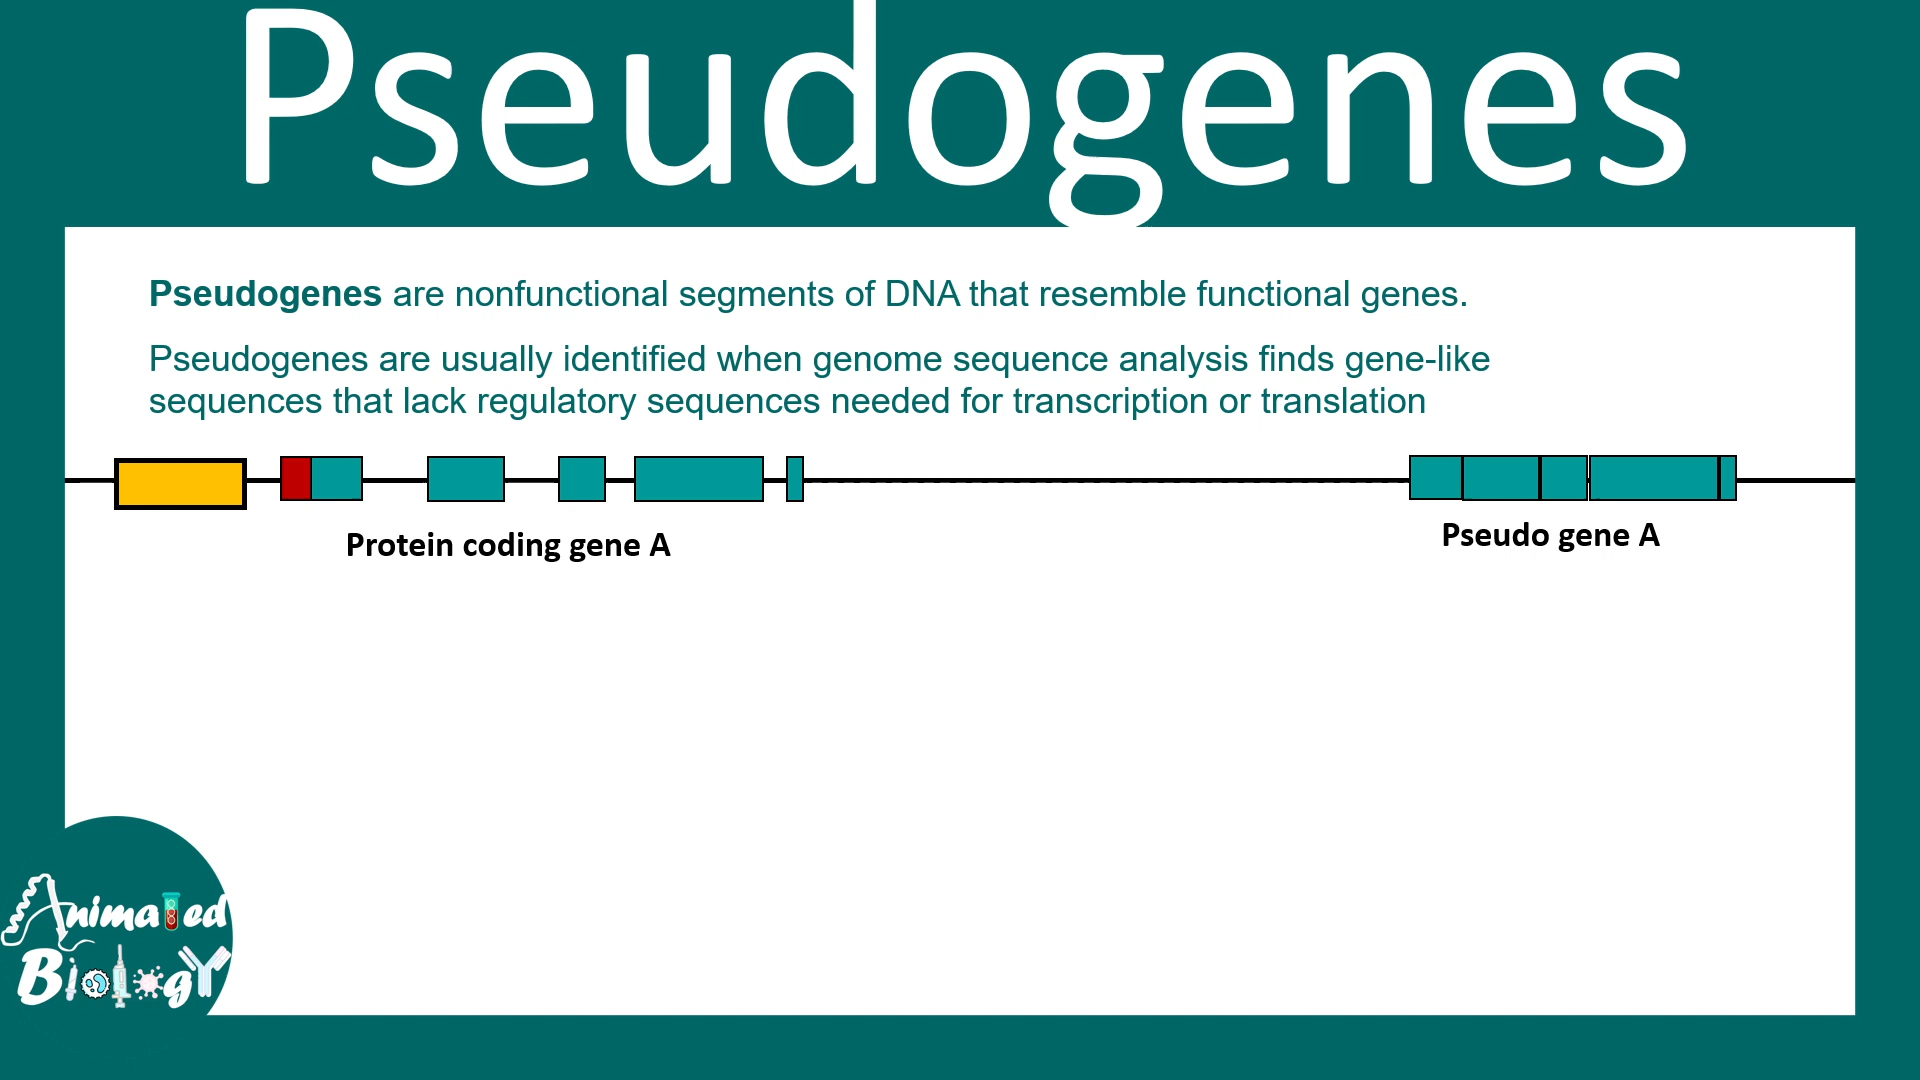 Pseudogenes
Pseudogenes are nonfunctional segments of DNA that resemble functional genes.
Pseudogenes are usually identified when genome sequence analysis finds gene-like
sequences that lack regulatory sequences needed for transcription or translation
Protein coding gene A
Pseudo gene A
Animated
Biology